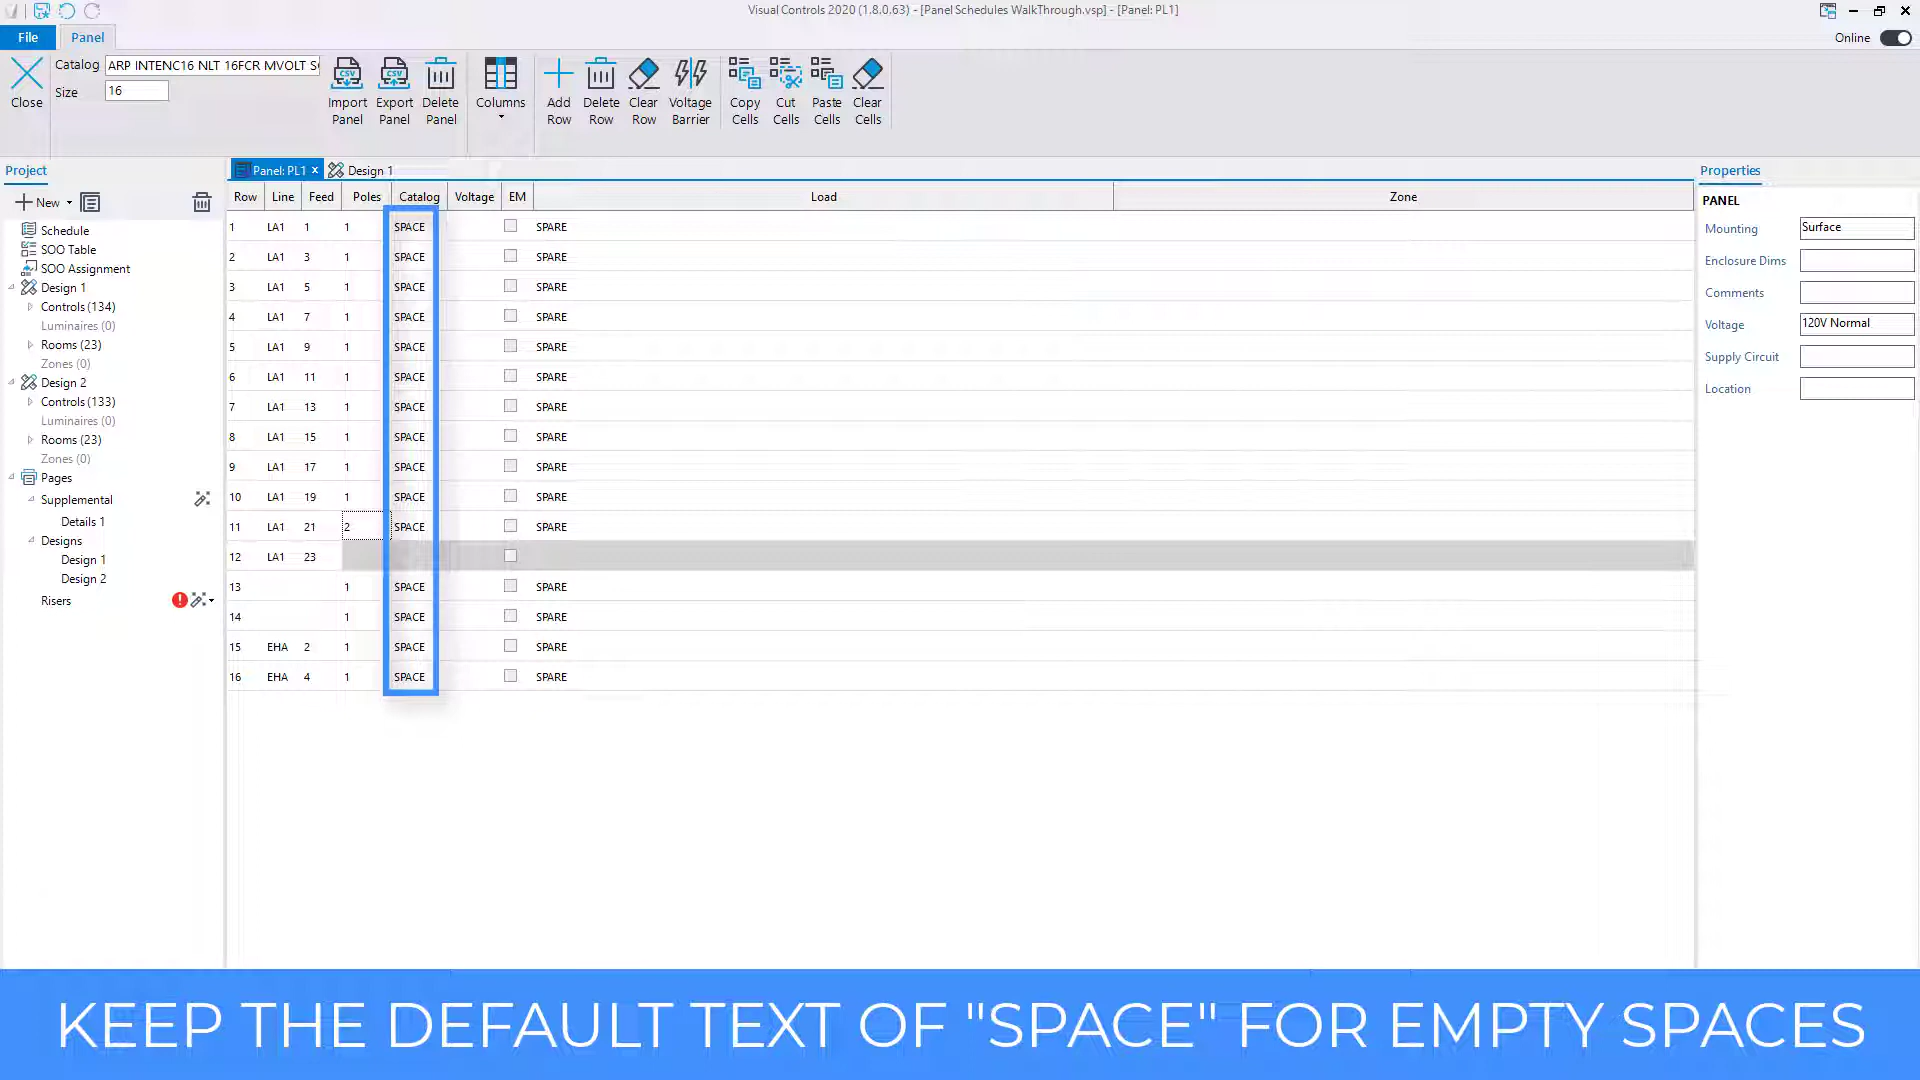 Visual Controls 2020 (1.8.0.63) - [Panel Schedules WalkThrough.vsp] - [Panel: PL1]
File Panel Online
Catalog ARP INTENC16 NLT 16FCR MVOLT
Size 16
Close
Import Panel
Export Panel
Delete Panel
Columns
Add Row
Delete Row
Clear Row
Voltage Barrier
Copy Cells
Cut Cells
Paste Cells
Clear Cells
Project
New
Schedule
SOO Table
SOO Assignment
Design 1
Controls (134)
Luminaires (0)
Rooms (23)
Zones (0)
Design 2
Controls (133)
Luminaires (0)
Rooms (23)
Zones (0)
Pages
Supplemental
Details 1
Designs
Design 1
Design 2
Risers
Panel: PL1 x Design 1
Row Line Feed Poles Catalog Voltage EM Load Zone
1 LA1 1 1 SPACE SPARE
2 LA1 3 1 SPACE SPARE
3 LA1 5 1 SPACE SPARE
4 LA1 7 1 SPACE SPARE
5 LA1 9 1 SPACE SPARE
6 LA1 11 1 SPACE SPARE
7 LA1 13 1 SPACE SPARE
8 LA1 15 1 SPACE SPARE
9 LA1 17 1 SPACE SPARE
10 LA1 19 1 SPACE SPARE
11 LA1 21 2 SPACE SPARE
12 LA1 23
13 1 SPACE SPARE
14 1 SPACE SPARE
15 EHA 2 1 SPACE SPARE
16 EHA 4 1 SPACE SPARE
Properties
PANEL
Mounting Surface
Enclosure Dims
Comments
Voltage 120V Normal
Supply Circuit
Location
KEEP THE DEFAULT TEXT OF "SPACE" FOR EMPTY SPACES